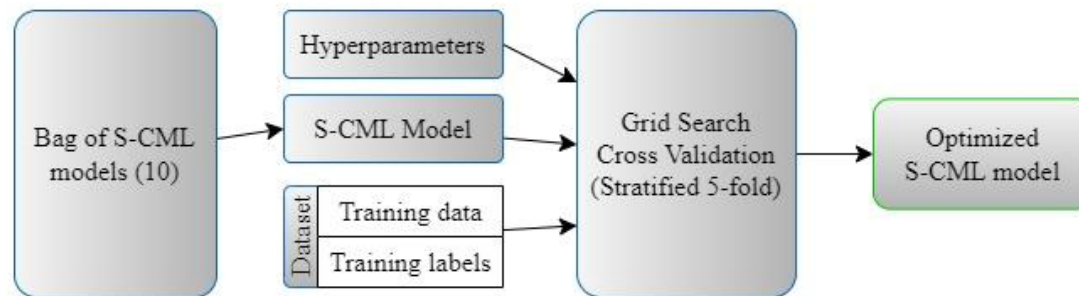 Bag of S-CML
models (10)
Hyperparameters
S-CML Model
Dataset
Training data
Training labels
Grid Search
Cross Validation
(Stratified 5-fold)
Optimized
S-CML model